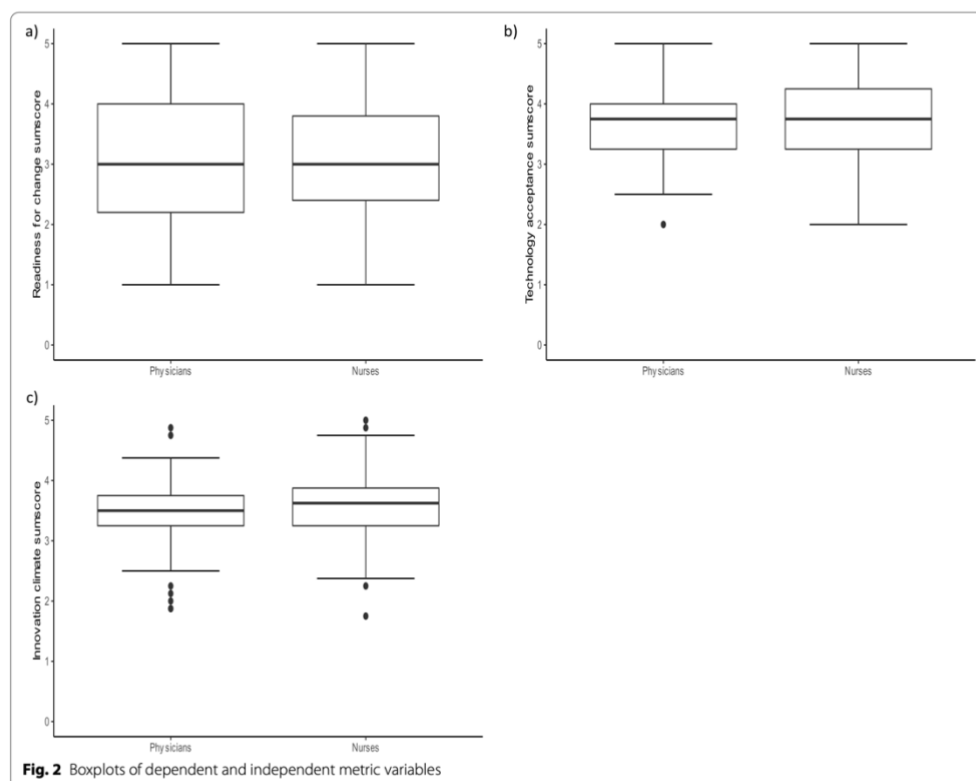 a)
Readiness for change sumscore
5
4
3
2
1
0
Physicians
Nurses
b)
Technology acceptance sumscore
5
4
3
2
1
0
Physicians
Nurses
c)
Innovation climate sumscore
5
4
3
2
1
0
Physicians
Nurses
Fig. 2 Boxplots of dependent and independent metric variables